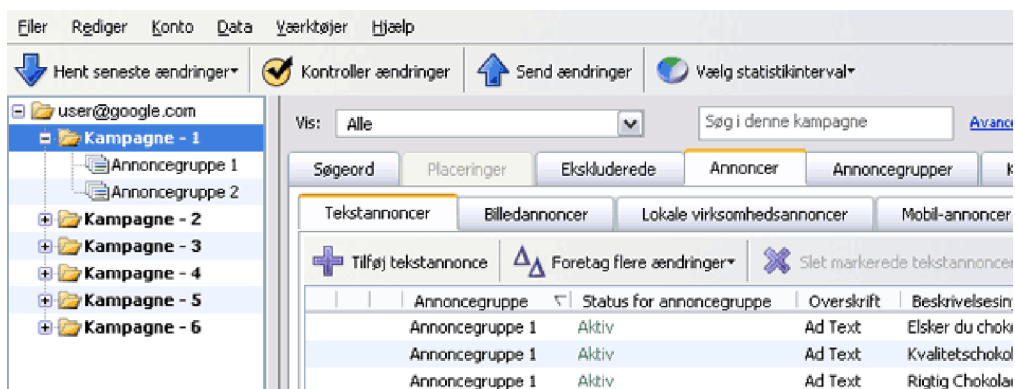 Filer Rediger Konto Data Værktøjer Hjælp
Hent seneste ændringer Kontroller ændringer Send ændringer Vælg statistikinterval
user@google.com
Kampagne - 1
Annoncegruppe 1
Annoncegruppe 2
Kampagne - 2
Kampagne - 3
Kampagne - 4
Kampagne - 5
Kampagne - 6
Vis: Alle Søg i denne kampagne
Søgeord Placeringer Ekskluderede Annoncer Annoncegrupper
Tekstannoncer Billedannoncer Lokale virksomhedsannoncer Mobil-annoncer
Tilføj tekstannonce Foretag flere ændringer Slet markerede tekstannoncer
Annoncegruppe Status for annoncegruppe Overskrift
Annoncegruppe 1 Aktiv Ad Text Elsker du
Annoncegruppe 1 Aktiv Ad Text
Annoncegruppe 1 Aktiv Ad Text Rigtig